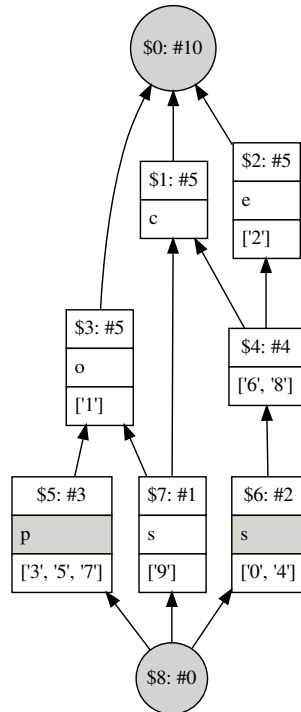 $0: #10
$1: #5
c
$2: #5
e
['2']
$3: #5
o
['1']
$4: #4
['6', '8']
$5: #3
p
['3', '5', '7']
$7: #1
s
['9']
$6: #2
s
['0', '4']
$8: #0